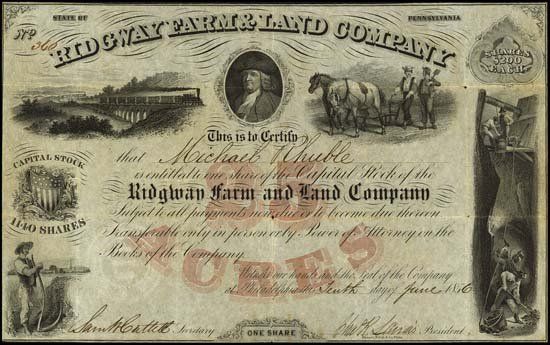 STATE OF PENNSYLVANIA
No 360
RIDGWAY FARM & LAND COMPANY
SHARES
$200
EACH
This is to Certify
that Michael
is entitled to one share of the Capital Stock of the
Ridgway Farm and Land Company
Subject to all payments now due or to become due thereon
Transferable only in person or by Power of Attorney on the
Books of the Company.
CAPITAL STOCK
1140 SHARES
ACRES
Witness our hands and the Seal of the Company
at Philadelphia this Tenth day of June 1856
Secretary
President
ONE SHARE